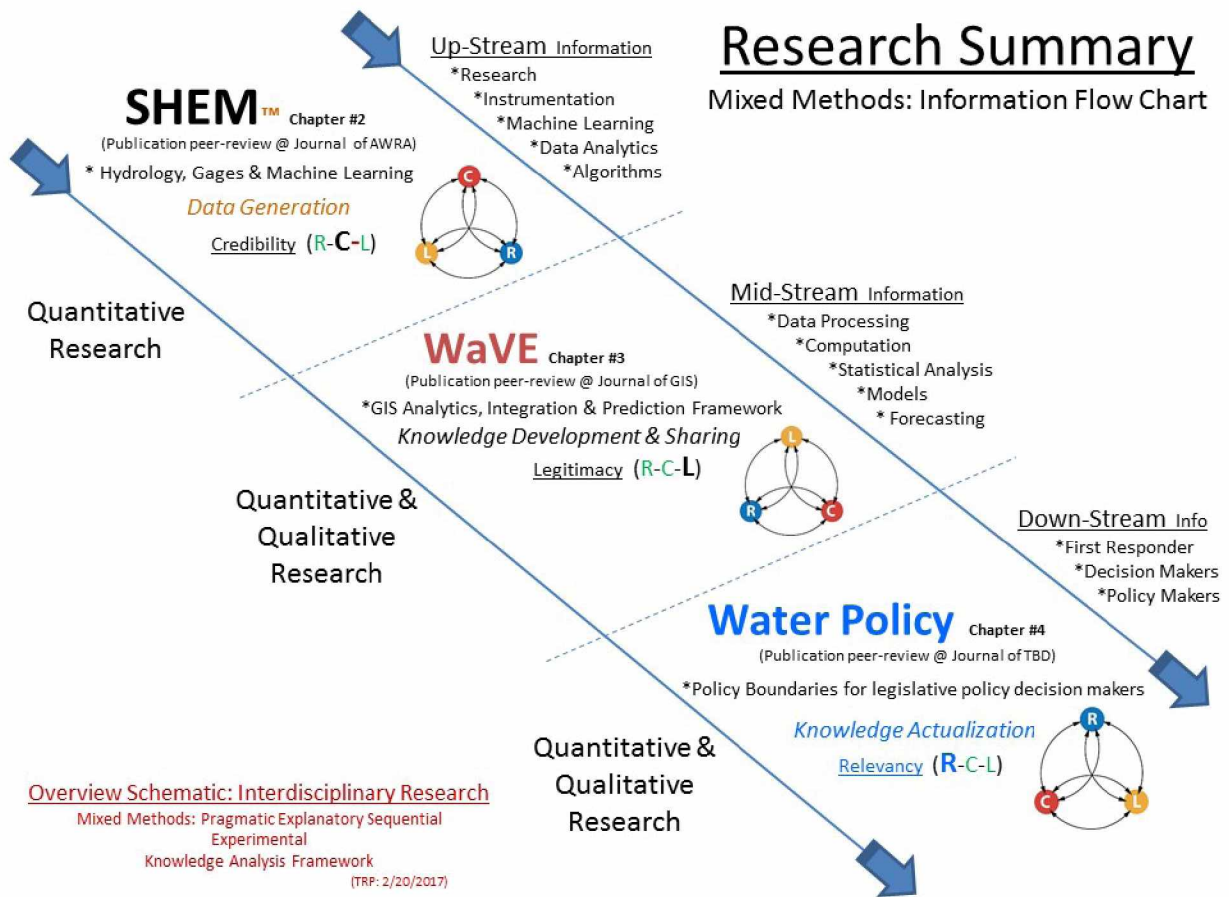 Research Summary
Mixed Methods: Information Flow Chart
Up-Stream Information
*Research
*Instrumentation
*Machine Learning
*Data Analytics
*Algorithms
SHEM™ Chapter #2
(Publication peer-review @ Journal of AWRA)
* Hydrology, Gages & Machine Learning
Data Generation
Credibility (R-C-L)
C
L
R
Quantitative
Research
Mid-Stream Information
*Data Processing
*Computation
*Statistical Analysis
*Models
* Forecasting
WaVE Chapter #3
(Publication peer-review @ Journal of GIS)
*GIS Analytics, Integration & Prediction Framework
Knowledge Development & Sharing
Legitimacy (R-C-L)
L
R
C
Quantitative &
Qualitative
Research
Down-Stream Info
*First Responder
*Decision Makers
*Policy Makers
Water Policy Chapter #4
(Publication peer-review @ Journal of TBD)
*Policy Boundaries for legislative policy decision makers
Knowledge Actualization
Relevancy (R-C-L)
R
C
L
Quantitative &
Qualitative
Research
Overview Schematic: Interdisciplinary Research
Mixed Methods: Pragmatic Explanatory Sequential
Experimental
Knowledge Analysis Framework
(TRP: 2/20/2017)